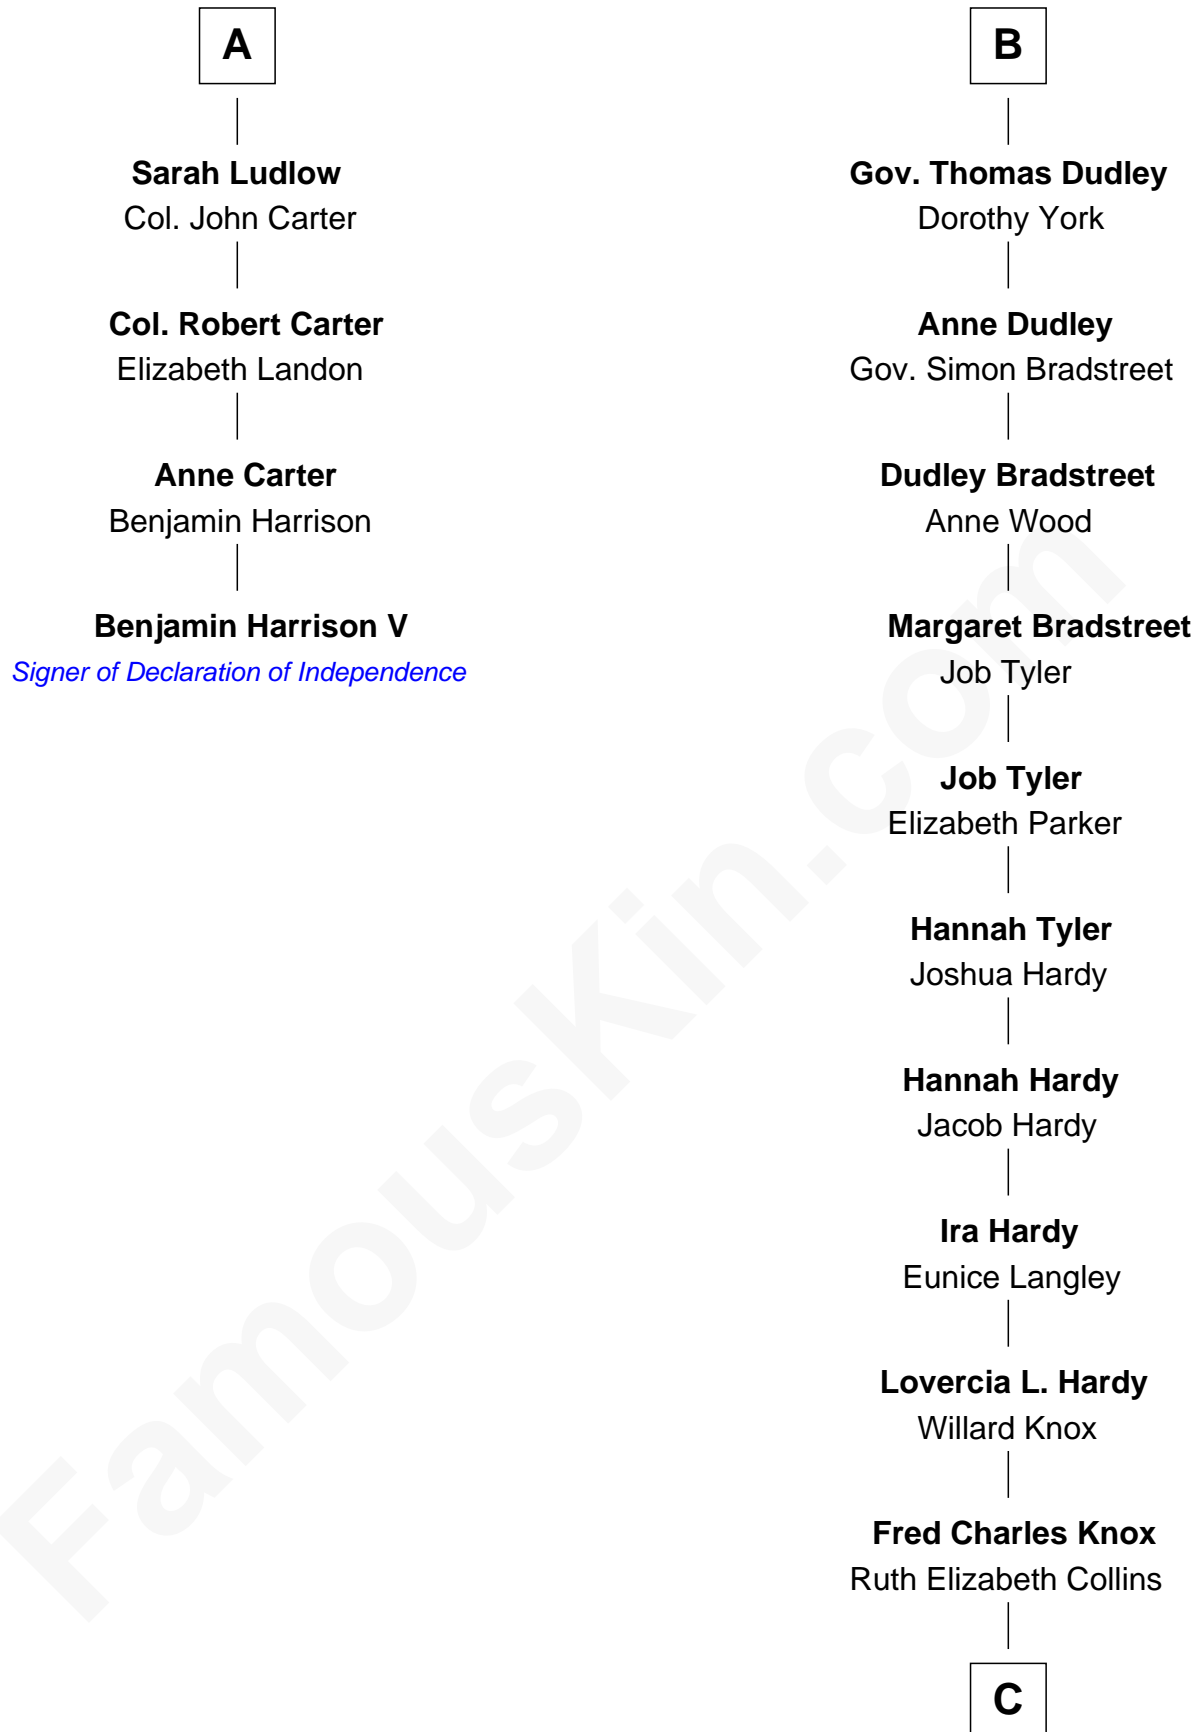 A
Sarah Ludlow
Col. John Carter
Col. Robert Carter
Elizabeth Landon
Anne Carter
Benjamin Harrison
Benjamin Harrison V
Signer of Declaration of Independence
B
Gov. Thomas Dudley
Dorothy York
Anne Dudley
Gov. Simon Bradstreet
Dudley Bradstreet
Anne Wood
Margaret Bradstreet
Job Tyler
Job Tyler
Elizabeth Parker
Hannah Tyler
Joshua Hardy
Hannah Hardy
Jacob Hardy
Ira Hardy
Eunice Langley
Lovercia L. Hardy
Willard Knox
Fred Charles Knox
Ruth Elizabeth Collins
C
FamousKin.com